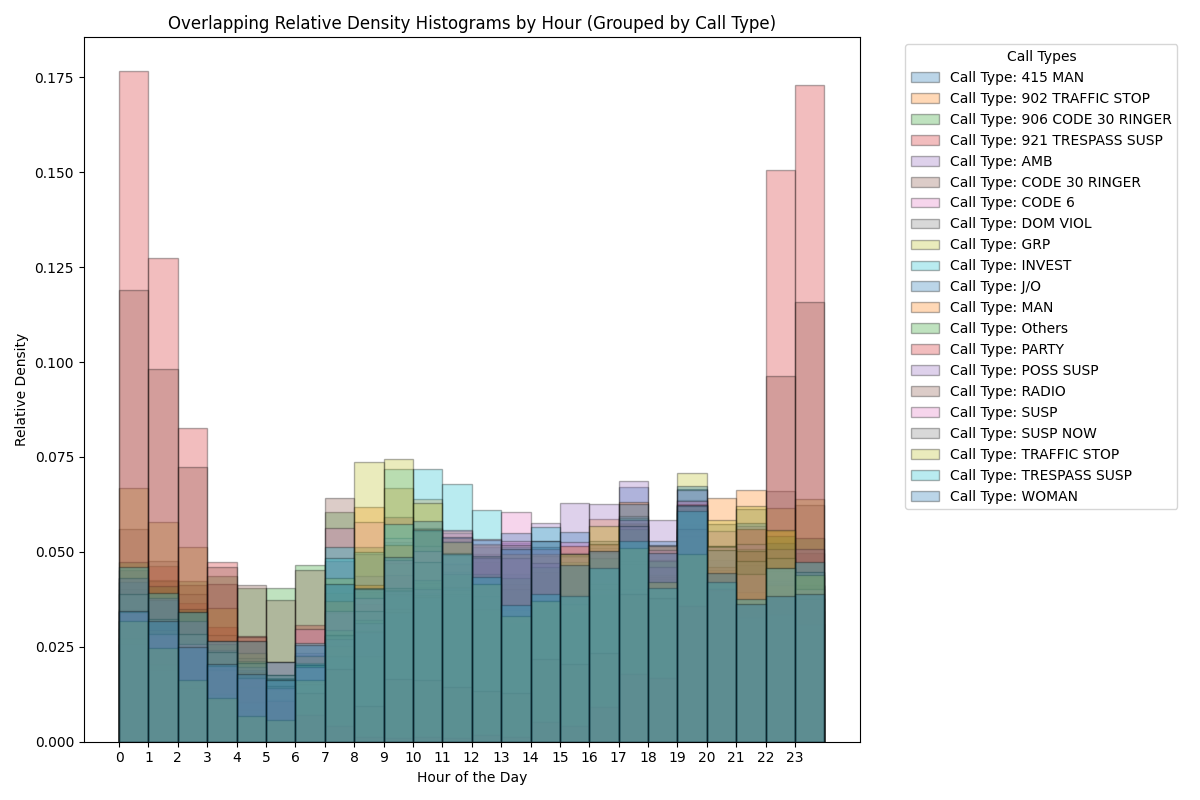 Overlapping Relative Density Histograms by Hour (Grouped by Call Type)
Relative Density
0.175
0.150
0.125
0.100
0.075
0.050
0.025
0.000
0 1 2 3 4 5 6 7 8 9 10 11 12 13 14 15 16 17 18 19 20 21 22 23
Hour of the Day
Call Types
Call Type: 415 MAN
Call Type: 902 TRAFFIC STOP
Call Type: 906 CODE 30 RINGER
Call Type: 921 TRESPASS SUSP
Call Type: AMB
Call Type: CODE 30 RINGER
Call Type: CODE 6
Call Type: DOM VIOL
Call Type: GRP
Call Type: INVEST
Call Type: J/O
Call Type: MAN
Call Type: Others
Call Type: PARTY
Call Type: POSS SUSP
Call Type: RADIO
Call Type: SUSP
Call Type: SUSP NOW
Call Type: TRAFFIC STOP
Call Type: TRESPASS SUSP
Call Type: WOMAN